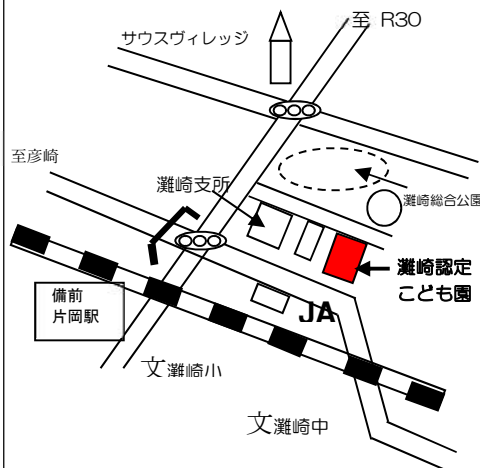 至 R30
サウスヴィレッジ
至彦崎
灘崎支所
灘崎総合公園
灘崎認定
こども園
備前
片岡駅
JA
文灘崎小
文灘崎中